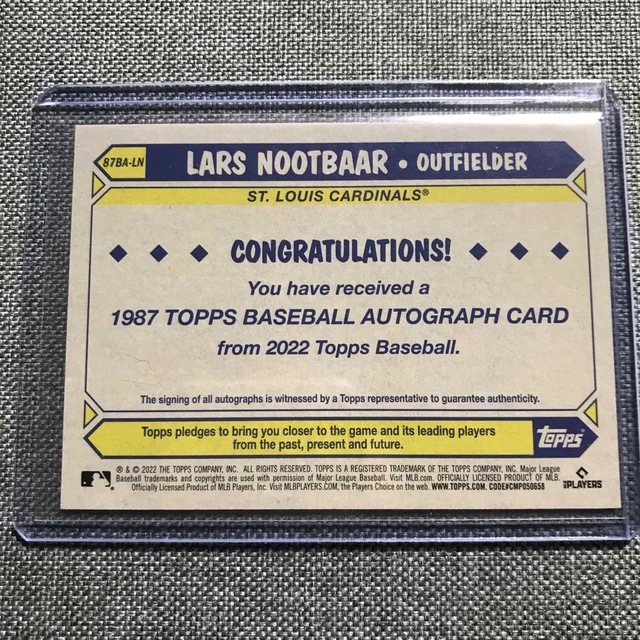 87BA-LN
LARS NOOTBAAR • OUTFIELDER
ST. LOUIS CARDINALS®
CONGRATULATIONS!
You have received a
1987 TOPPS BASEBALL AUTOGRAPH CARD
from 2022 Topps Baseball.
The signing of all autographs is witnessed by a Topps representative to guarantee authenticity.
Topps pledges to bring you closer to the game and its leading players
from the past, present and future.
topps
® & © 2022 THE TOPPS COMPANY, INC. ALL RIGHTS RESERVED. TOPPS IS A REGISTERED TRADEMARK OF THE TOPPS COMPANY, INC. Major League
Baseball trademarks and copyrights are used with permission of Major League Baseball. Visit MLB.com. OFFICIALLY LICENSED PRODUCT OF MLB.
Officially Licensed Product of MLB Players, Inc. Visit MLBPLAYERS.COM, the Players Choice on the web. WWW.TOPPS.COM. CODE#CMP050658
MLB PLAYERS